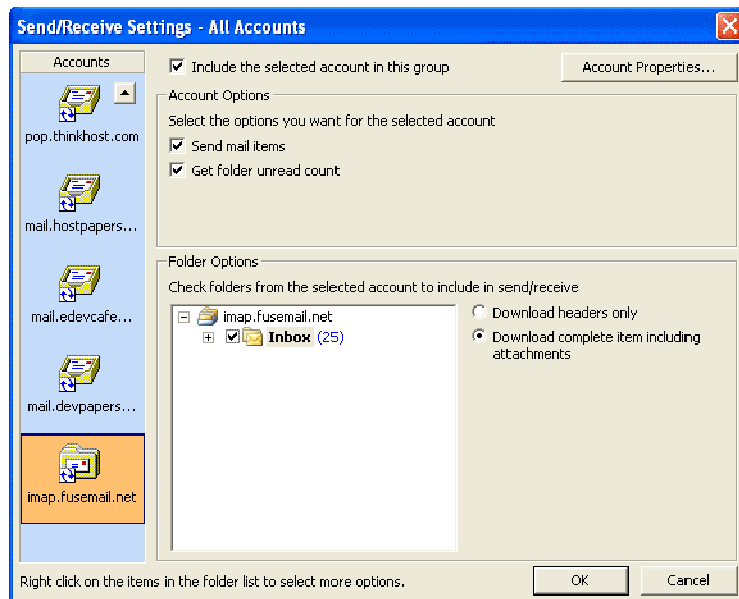 Send/Receive Settings - All Accounts
Accounts
pop.thinkhost.com
mail.hostpapers...
mail.edevcafe...
mail.devpapers...
imap.fusemail.net
Include the selected account in this group
Account Properties...
Account Options
Select the options you want for the selected account
Send mail items
Get folder unread count
Folder Options
Check folders from the selected account to include in send/receive
imap.fusemail.net
Inbox (25)
Download headers only
Download complete item including
attachments
Right click on the items in the folder list to select more options.
OK
Cancel